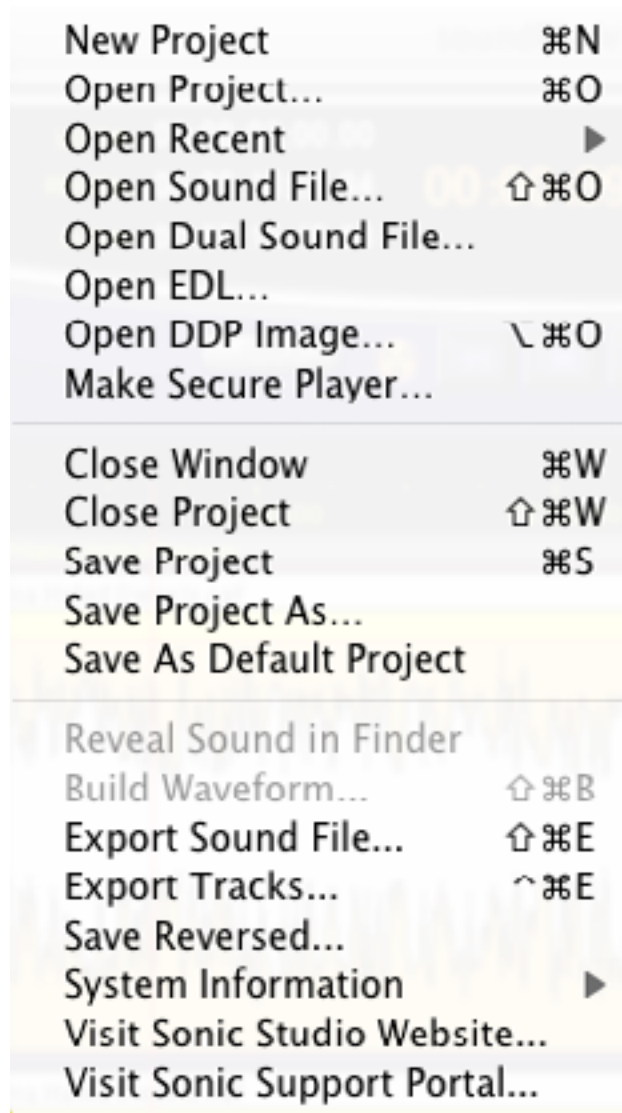 New Project ⌘N
Open Project... ⌘O
Open Recent ▶
Open Sound File... ⇧⌘O
Open Dual Sound File...
Open EDL...
Open DDP Image... ⌥⌘O
Make Secure Player...
Close Window ⌘W
Close Project ⇧⌘W
Save Project ⌘S
Save Project As...
Save As Default Project
Reveal Sound in Finder
Build Waveform... ⇧⌘B
Export Sound File... ⇧⌘E
Export Tracks... ⌃⌘E
Save Reversed...
System Information ▶
Visit Sonic Studio Website...
Visit Sonic Support Portal...